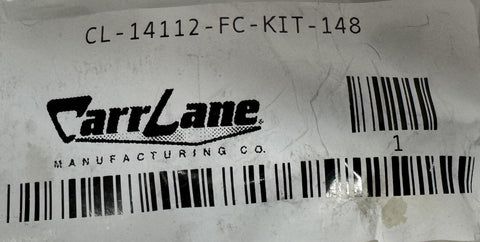 CL-14112-FC-KIT-148
CarrLane
MANUFACTURING CO.
1